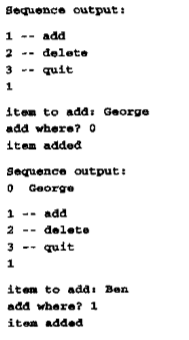 Sequence output:
1 -- add
2 -- delete
3 -- quit
1
item to add: George
add where? 0
item added
Sequence output:
0 George
1 -- add
2 -- delete
3 -- quit
1
item to add: Ben
add where? 1
item added